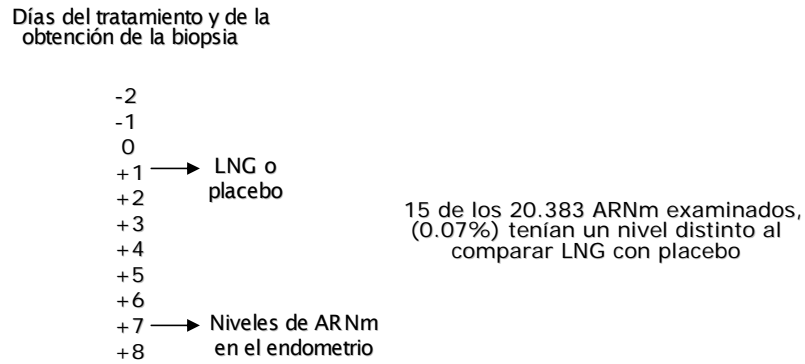 Días del tratamiento y de la
obtención de la biopsia
-2
-1
0
+1
LNG o
placebo
+2
+3
+4
+5
+6
+7
Niveles de ARNm
en el endometrio
+8
15 de los 20.383 ARNm examinados,
(0.07%) tenían un nivel distinto al
comparar LNG con placebo